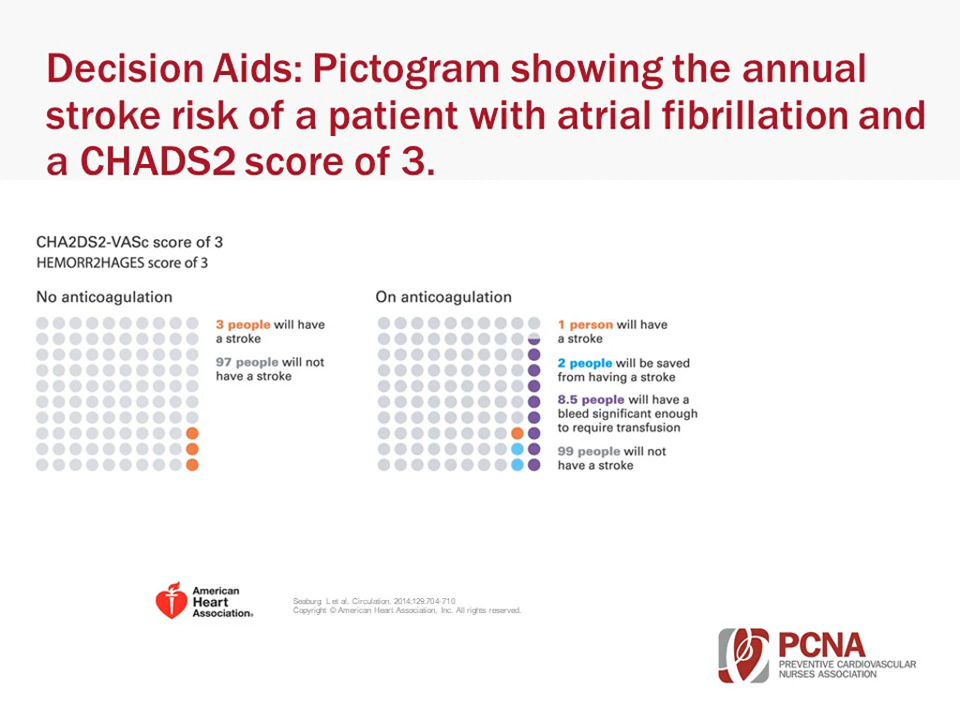 Decision Aids: Pictogram showing the annual
stroke risk of a patient with atrial fibrillation and
a CHADS2 score of 3.
CHA2DS2-VASc score of 3
HEMORR2HAGES score of 3
No anticoagulation
3 people will have
a stroke
97 people will not
have a stroke
On anticoagulation
1 person will have
a stroke
2 people will be saved
from having a stroke
8.5 people will have a
bleed significant enough
to require transfusion
99 people will not
have a stroke
American
Heart
Association®
Seaburg L et al. Circulation. 2014;129:704-710
Copyright © American Heart Association, Inc. All rights reserved.
PCNA
PREVENTIVE CARDIOVASCULAR
NURSES ASSOCIATION